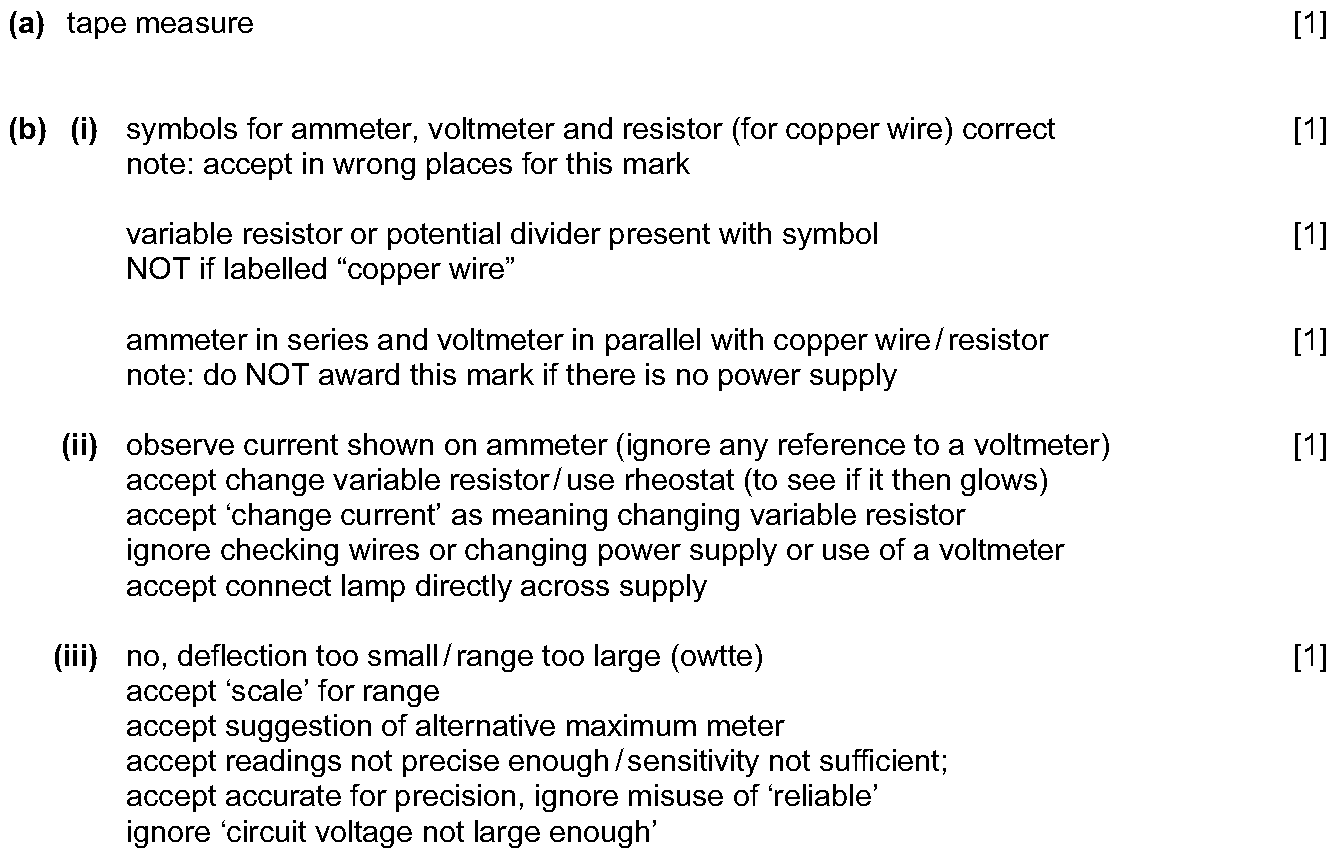 (a) tape measure [1]
(b) (i) symbols for ammeter, voltmeter and resistor (for copper wire) correct [1]
note: accept in wrong places for this mark
variable resistor or potential divider present with symbol [1]
NOT if labelled “copper wire”
ammeter in series and voltmeter in parallel with copper wire / resistor [1]
note: do NOT award this mark if there is no power supply
(ii) observe current shown on ammeter (ignore any reference to a voltmeter) [1]
accept change variable resistor / use rheostat (to see if it then glows)
accept ‘change current’ as meaning changing variable resistor
ignore checking wires or changing power supply or use of a voltmeter
accept connect lamp directly across supply
(iii) no, deflection too small / range too large (owtte) [1]
accept ‘scale’ for range
accept suggestion of alternative maximum meter
accept readings not precise enough / sensitivity not sufficient;
accept accurate for precision, ignore misuse of ‘reliable’
ignore ‘circuit voltage not large enough’